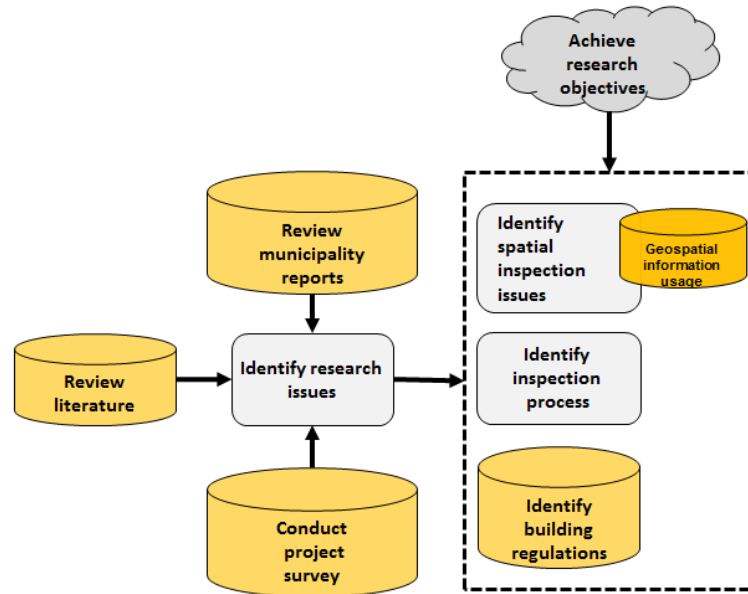 Achieve
research
objectives
Review
municipality
reports
Identify
spatial
inspection
issues
Geospatial
information
usage
Review
literature
Identify research
issues
Identify
inspection
process
Conduct
project
survey
Identify
building
regulations